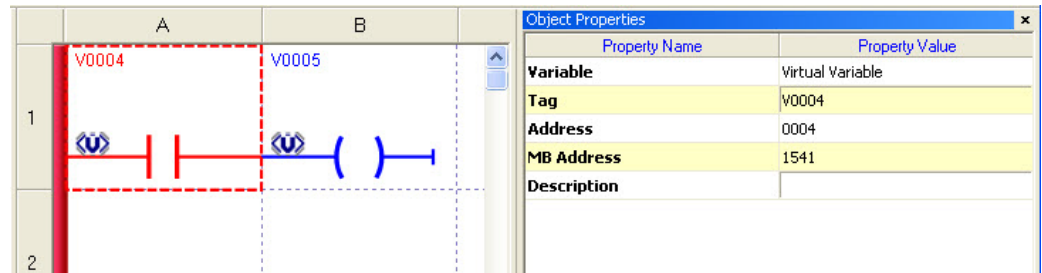 A B
V0004 V0005
1
Ü Ü
2
Object Properties x
Property Name Property Value
Variable Virtual Variable
Tag V0004
Address 0004
MB Address 1541
Description